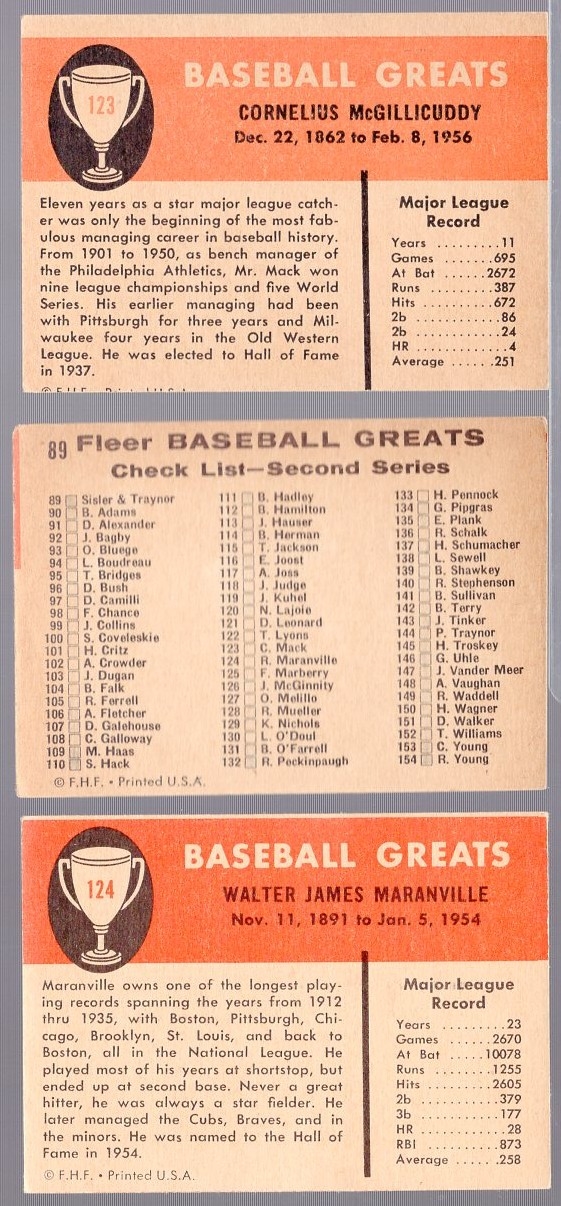 123
BASEBALL GREATS
CORNELIUS McGILLICUDDY
Dec. 22, 1862 to Feb. 8, 1956
Eleven years as a star major league catch-
er was only the beginning of the most fab-
ulous managing career in baseball history.
From 1901 to 1950, as bench manager of
the Philadelphia Athletics, Mr. Mack won
nine league championships and five World
Series. His earlier managing had been
with Pittsburgh for three years and Mil-
waukee four years in the Old Western
League. He was elected to Hall of Fame
in 1937.
Major League
Record
Years .........11
Games .......695
At Bat ......2672
Runs ........387
Hits .........672
2b ...........86
2b ...........24
HR ............4
Average ......251
© F.H.F. Printed U.S.A.
89 Fleer BASEBALL GREATS
Check List—Second Series
89 Sisler & Traynor
90 B. Adams
91 D. Alexander
92 J. Bagby
93 O. Bluege
94 L. Boudreau
95 T. Bridges
96 D. Bush
97 D. Camilli
98 F. Chance
99 J. Collins
100 S. Coveleskie
101 H. Critz
102 A. Crowder
103 J. Dugan
104 B. Falk
105 R. Ferrell
106 A. Fletcher
107 D. Galehouse
108 C. Galloway
109 M. Haas
110 S. Hack
111 B. Hadley
112 B. Hamilton
113 J. Hauser
114 B. Herman
115 T. Jackson
116 E. Joost
117 A. Joss
118 J. Judge
119 J. Kuhel
120 N. Lajoie
121 D. Leonard
122 T. Lyons
123 C. Mack
124 R. Maranville
125 F. Marberry
126 J. McGinnity
127 O. Melillo
128 R. Mueller
129 K. Nichols
130 L. O'Doul
131 B. O'Farrell
132 R. Peckinpaugh
133 H. Pennock
134 G. Pipgras
135 E. Plank
136 R. Schalk
137 H. Schumacher
138 L. Sewell
139 B. Shawkey
140 R. Stephenson
141 B. Sullivan
142 B. Terry
143 J. Tinker
144 P. Traynor
145 H. Troskey
146 G. Uhle
147 J. Vander Meer
148 A. Vaughan
149 R. Waddell
150 H. Wagner
151 D. Walker
152 T. Williams
153 C. Young
154 R. Young
© F.H.F. • Printed U.S.A.
124
BASEBALL GREATS
WALTER JAMES MARANVILLE
Nov. 11, 1891 to Jan. 5, 1954
Maranville owns one of the longest play-
ing records spanning the years from 1912
thru 1935, with Boston, Pittsburgh, Chi-
cago, Brooklyn, St. Louis, and back to
Boston, all in the National League. He
played most of his years at shortstop, but
ended up at second base. Never a great
hitter, he was always a star fielder. He
later managed the Cubs, Braves, and in
the minors. He was named to the Hall of
Fame in 1954.
© F.H.F. • Printed U.S.A.
Major League
Record
Years .........23
Games ......2670
At Bat .....10078
Runs .......1255
Hits ........2605
2b ..........379
3b ..........177
HR ...........28
RBI .........873
Average ......258